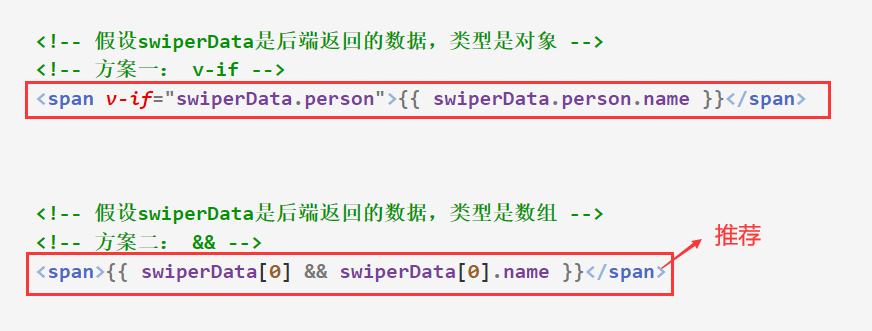 <!-- 假设swiperData是后端返回的数据，类型是对象 -->
<!-- 方案一： v-if -->
<span v-if="swiperData.person">{{ swiperData.person.name }}</span>
<!-- 假设swiperData是后端返回的数据，类型是数组 -->
<!-- 方案二： && -->
推荐
<span>{{ swiperData[0] && swiperData[0].name }}</span>